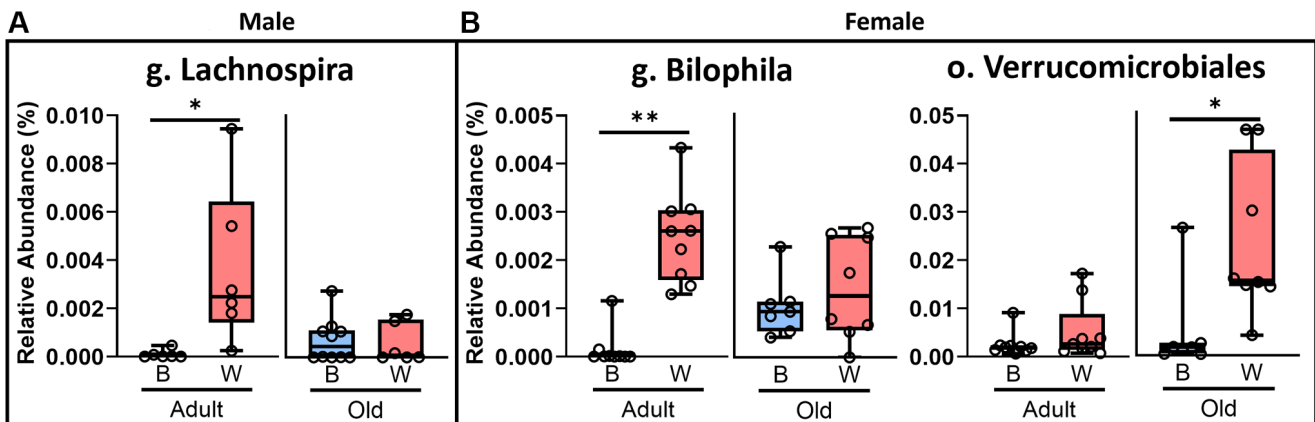 A Male B Female
g. Lachnospira g. Bilophila o. Verrucomicrobiales
Relative Abundance (%)
0.010
0.008
0.006
0.004
0.002
0.000
*
B W B W
Adult Old
Relative Abundance (%)
0.005
0.004
0.003
0.002
0.001
0.000
**
B W B W
Adult Old
0.05
0.04
0.03
0.02
0.01
0.00
*
B W B W
Adult Old